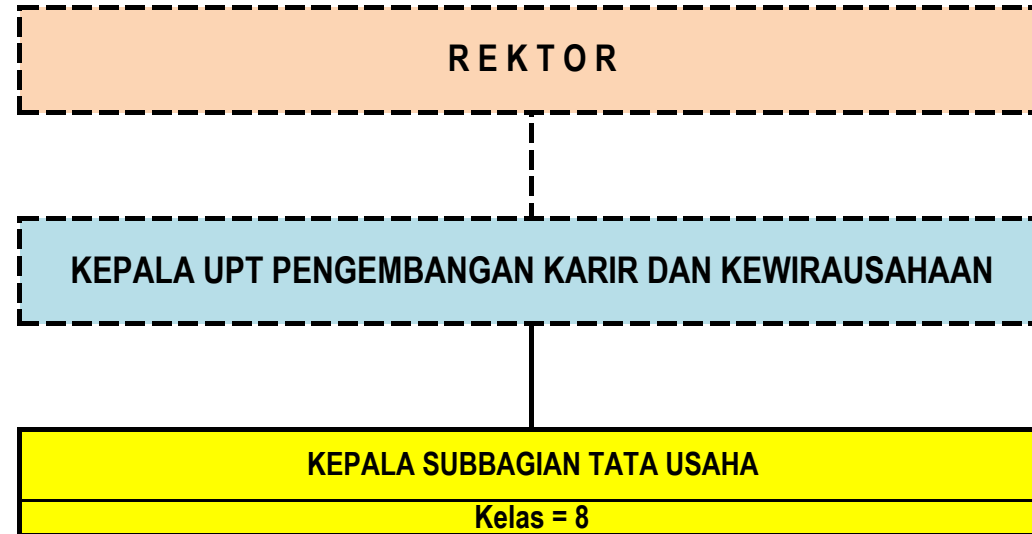 R E K T O R
KEPALA UPT PENGEMBANGAN KARIR DAN KEWIRAUSAHAAN
KEPALA SUBBAGIAN TATA USAHA
Kelas = 8